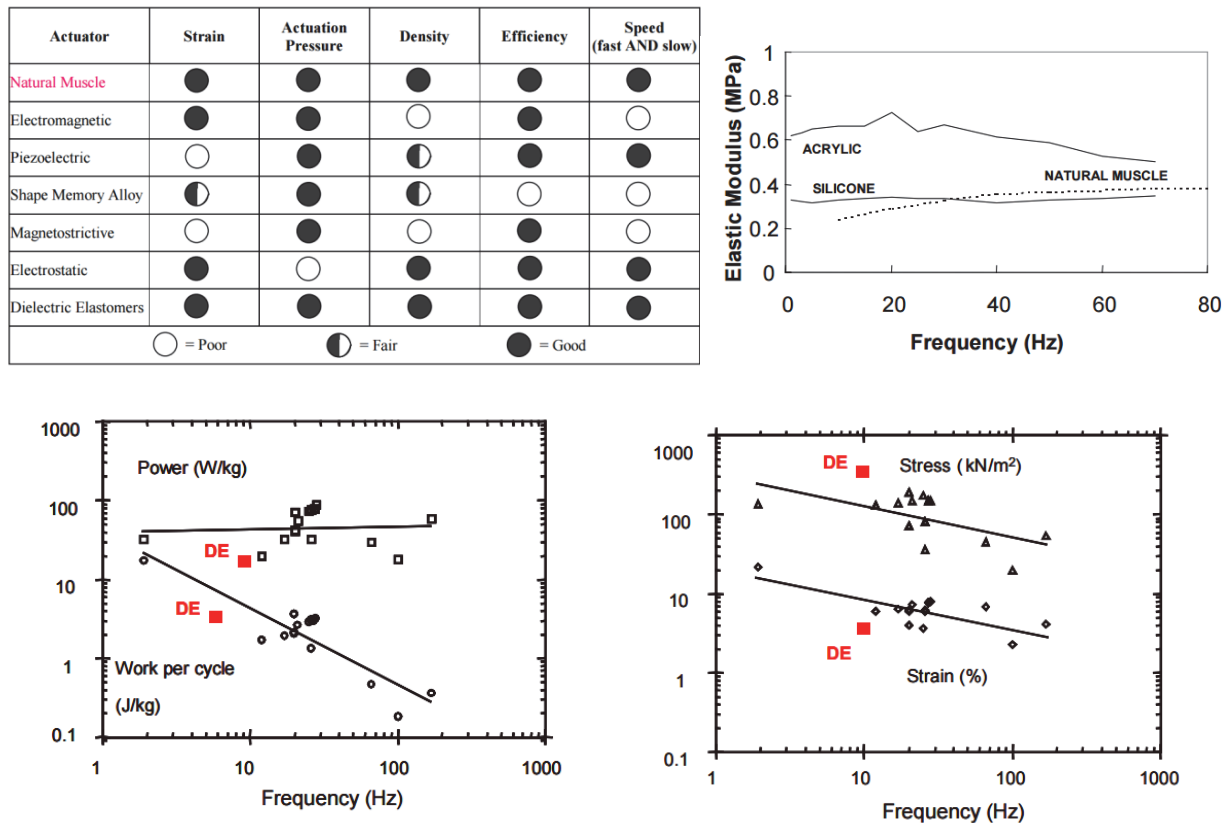 Actuator Strain Actuation Pressure Density Efficiency Speed (fast AND slow)
Natural Muscle
Electromagnetic
Piezoelectric
Shape Memory Alloy
Magnetostrictive
Electrostatic
Dielectric Elastomers
= Poor = Fair = Good
Elastic Modulus (MPa)
1
0.8
0.6
0.4
0.2
0
ACRYLIC
NATURAL MUSCLE
SILICONE
0 20 40 60 80
Frequency (Hz)
1000
100
10
1
0.1
Power (W/kg)
DE
DE
Work per cycle
(J/kg)
1 10 100 1000
Frequency (Hz)
1000
100
10
1
0.1
DE
Stress (kN/m²)
DE
Strain (%)
1 10 100 1000
Frequency (Hz)